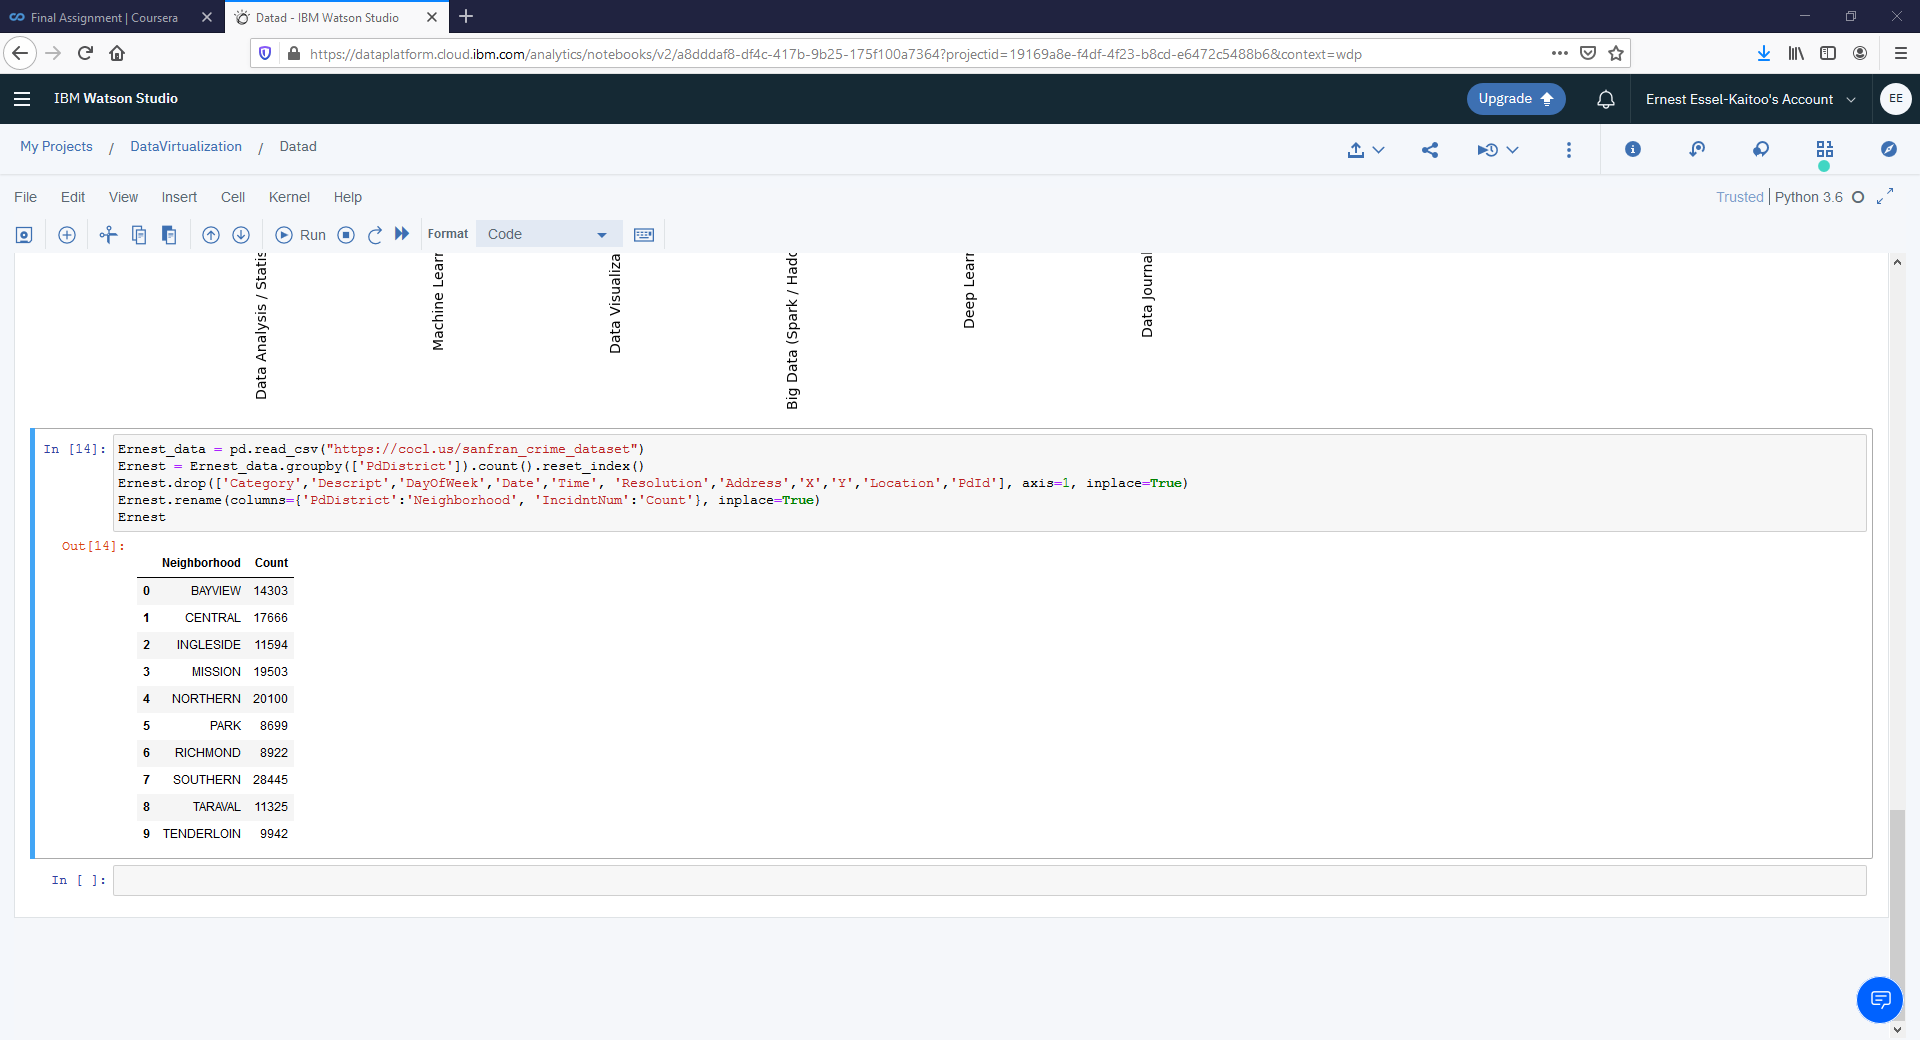 Final Assignment | Coursera
Datad - IBM Watson Studio
https://dataplatform.cloud.ibm.com/analytics/notebooks/v2/a8dddaf8-df4c-417b-9b25-175f100a7364?projectid=19169a8e-f4df-4f23-b8cd-e6472c5488b6&context=wdp
IBM Watson Studio
Upgrade
Ernest Essel-Kaitoo's Account
EE
My Projects / DataVirtualization / Datad
File Edit View Insert Cell Kernel Help
Trusted | Python 3.6
Run
Format
Code
Data Analysis / Statis
Machine Lear
Data Visualiza
Big Data (Spark / Hado
Deep Lear
Data Journal
In [14]:
Ernest_data = pd.read_csv("https://cocl.us/sanfran_crime_dataset")
Ernest = Ernest_data.groupby(['PdDistrict']).count().reset_index()
Ernest.drop(['Category','Descript','DayOfWeek','Date','Time', 'Resolution','Address','X','Y','Location','PdId'], axis=1, inplace=True)
Ernest.rename(columns={'PdDistrict':'Neighborhood', 'IncidntNum':'Count'}, inplace=True)
Ernest
Out[14]:
Neighborhood Count
0 BAYVIEW 14303
1 CENTRAL 17666
2 INGLESIDE 11594
3 MISSION 19503
4 NORTHERN 20100
5 PARK 8699
6 RICHMOND 8922
7 SOUTHERN 28445
8 TARAVAL 11325
9 TENDERLOIN 9942
In [ ]: